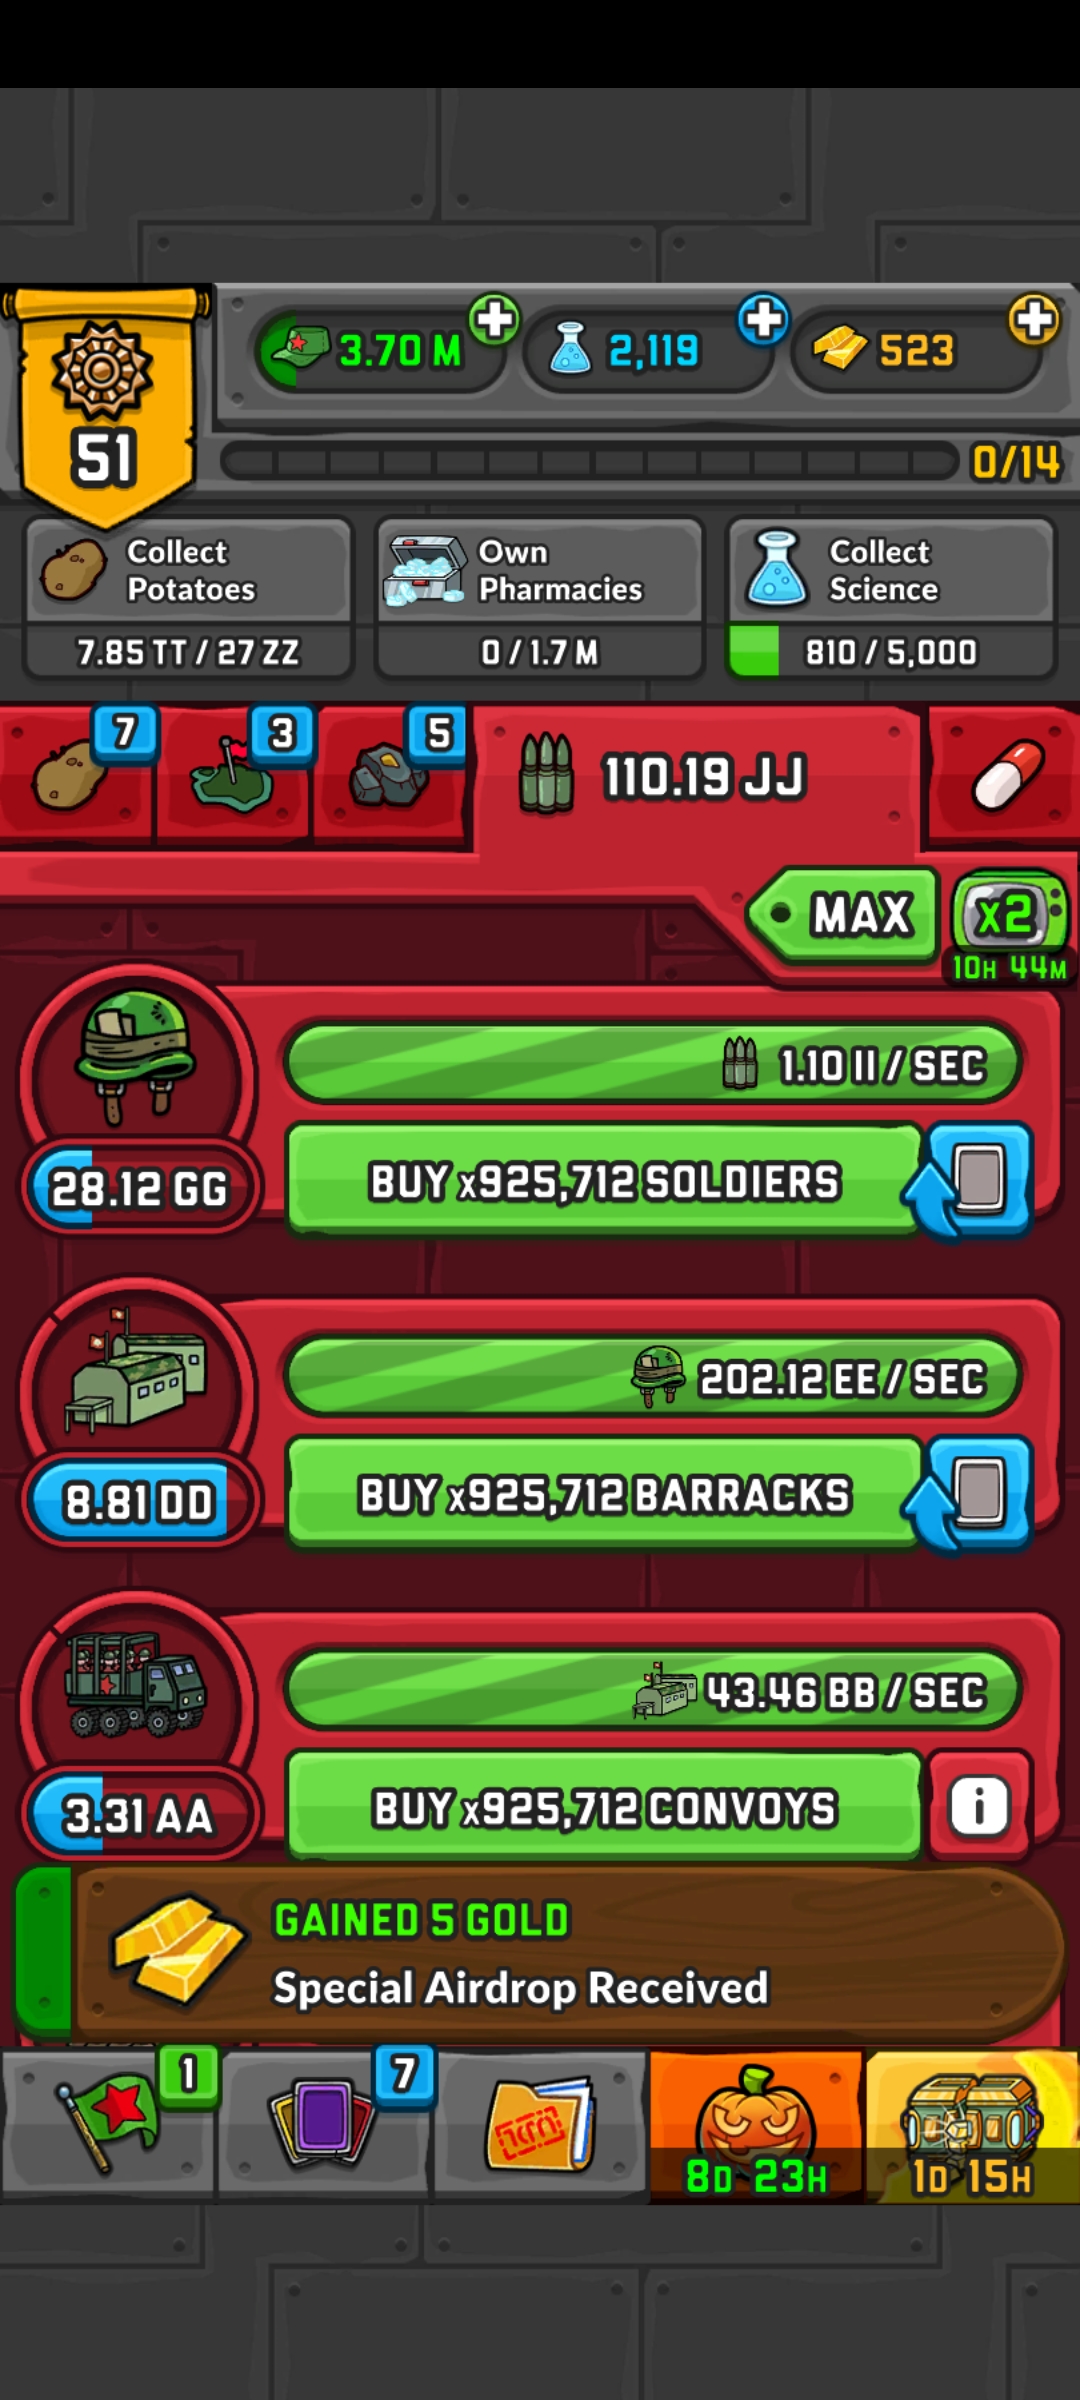 3.70 M
2,119
523
51
0/14
Collect
Potatoes
7.85 TT / 27 ZZ
Own
Pharmacies
0 / 1.7 M
Collect
Science
810 / 5,000
7
3
5
110.19 JJ
MAX
x2
10H 44M
1.10 II / SEC
28.12 GG
BUY x925,712 SOLDIERS
202.12 EE / SEC
8.81 DD
BUY x925,712 BARRACKS
43.46 BB / SEC
3.31 AA
BUY x925,712 CONVOYS
i
GAINED 5 GOLD
Special Airdrop Received
1
7
8D 23H
1D 15H